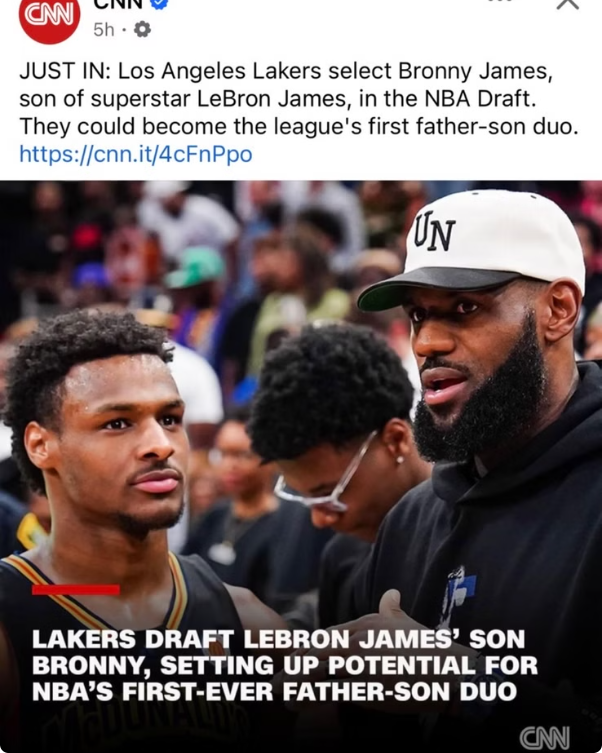 CNN CNN
5h
JUST IN: Los Angeles Lakers select Bronny James,
son of superstar LeBron James, in the NBA Draft.
They could become the league's first father-son duo.
https://cnn.it/4cFnPpo
UN
LAKERS DRAFT LEBRON JAMES' SON
BRONNY, SETTING UP POTENTIAL FOR
NBA'S FIRST-EVER FATHER-SON DUO
McDONALD'S
CNN